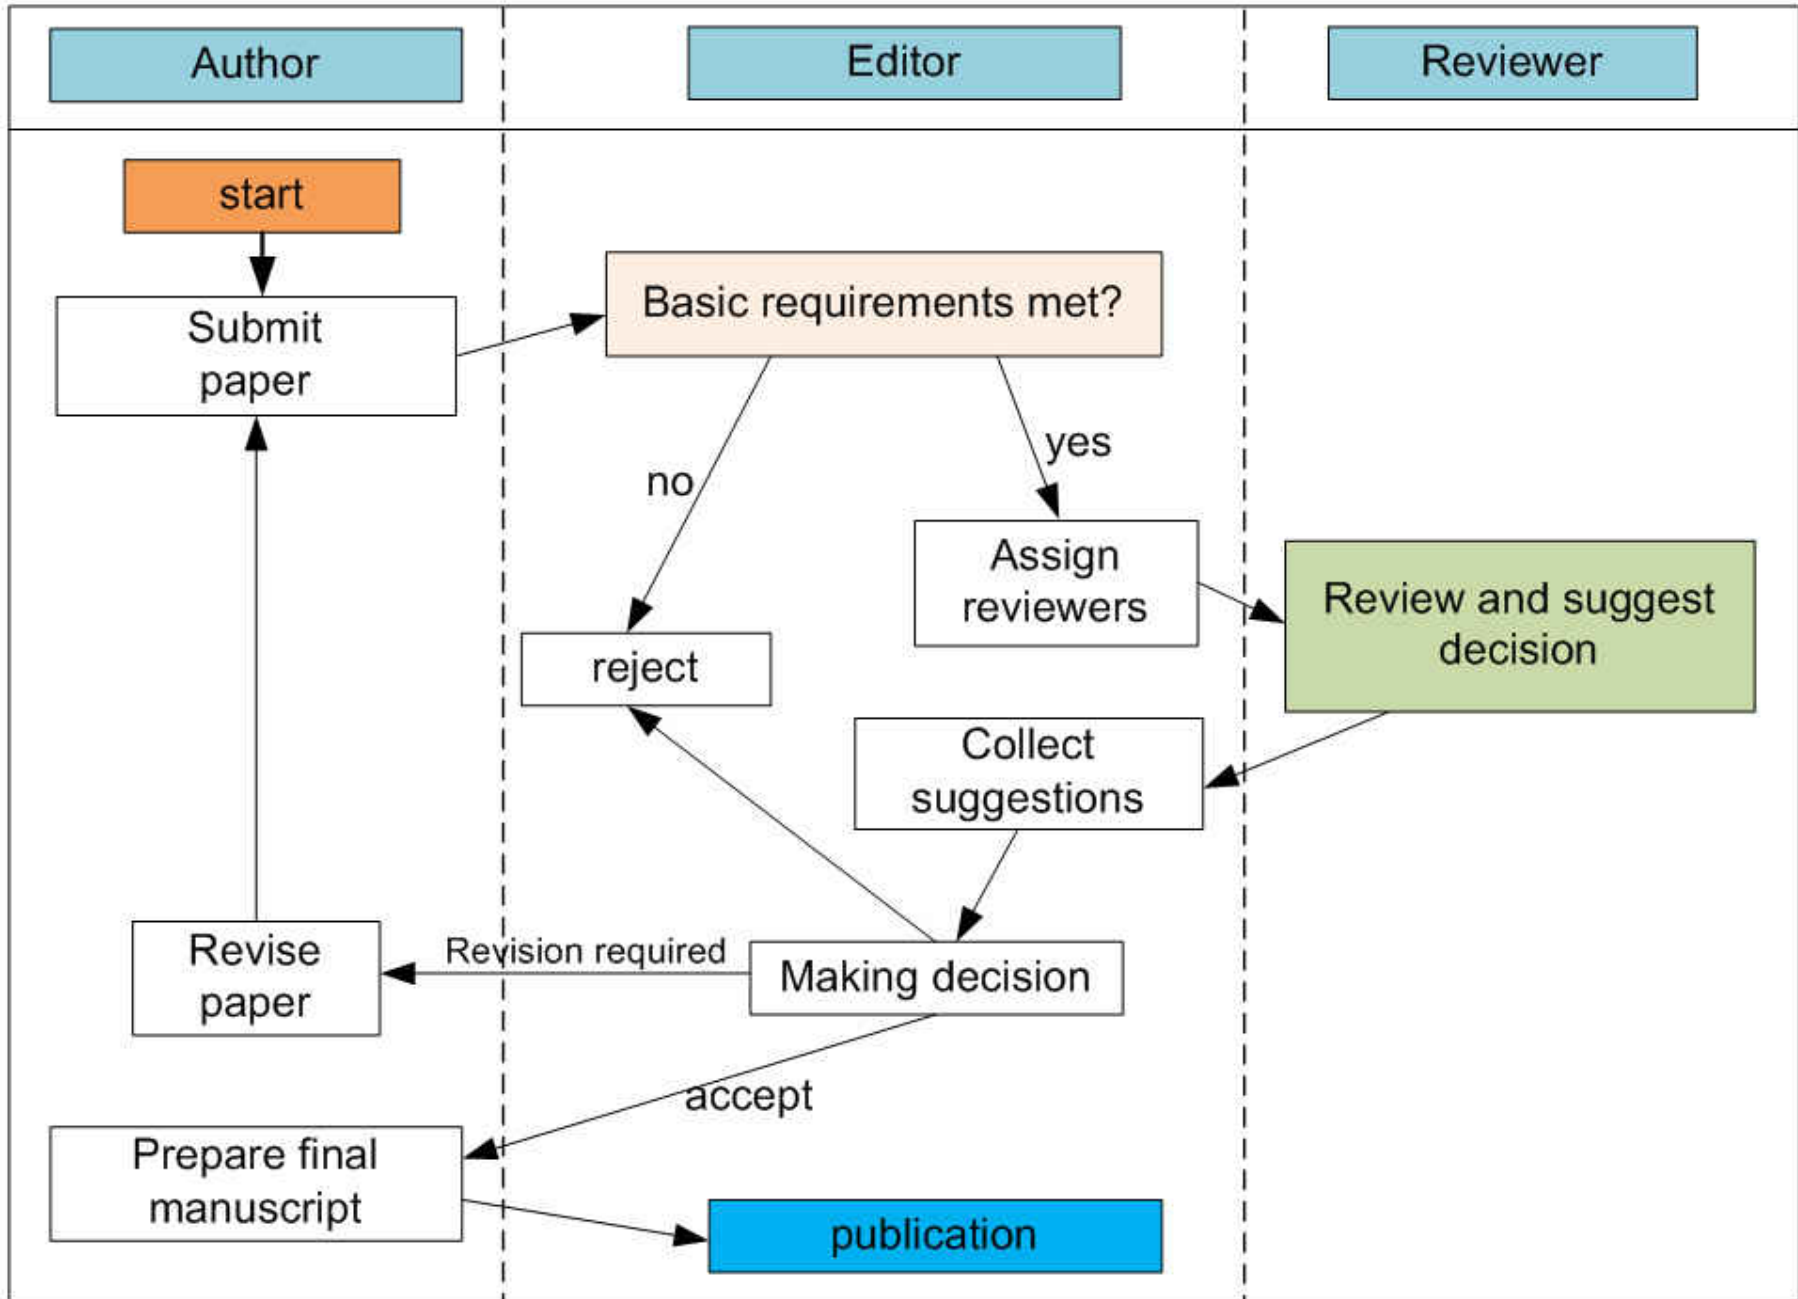 Author
Editor
Reviewer
start
Submit
paper
Basic requirements met?
no
yes
Assign
reviewers
Review and suggest
decision
reject
Collect
suggestions
Revise
paper
Revision required
Making decision
accept
Prepare final
manuscript
publication